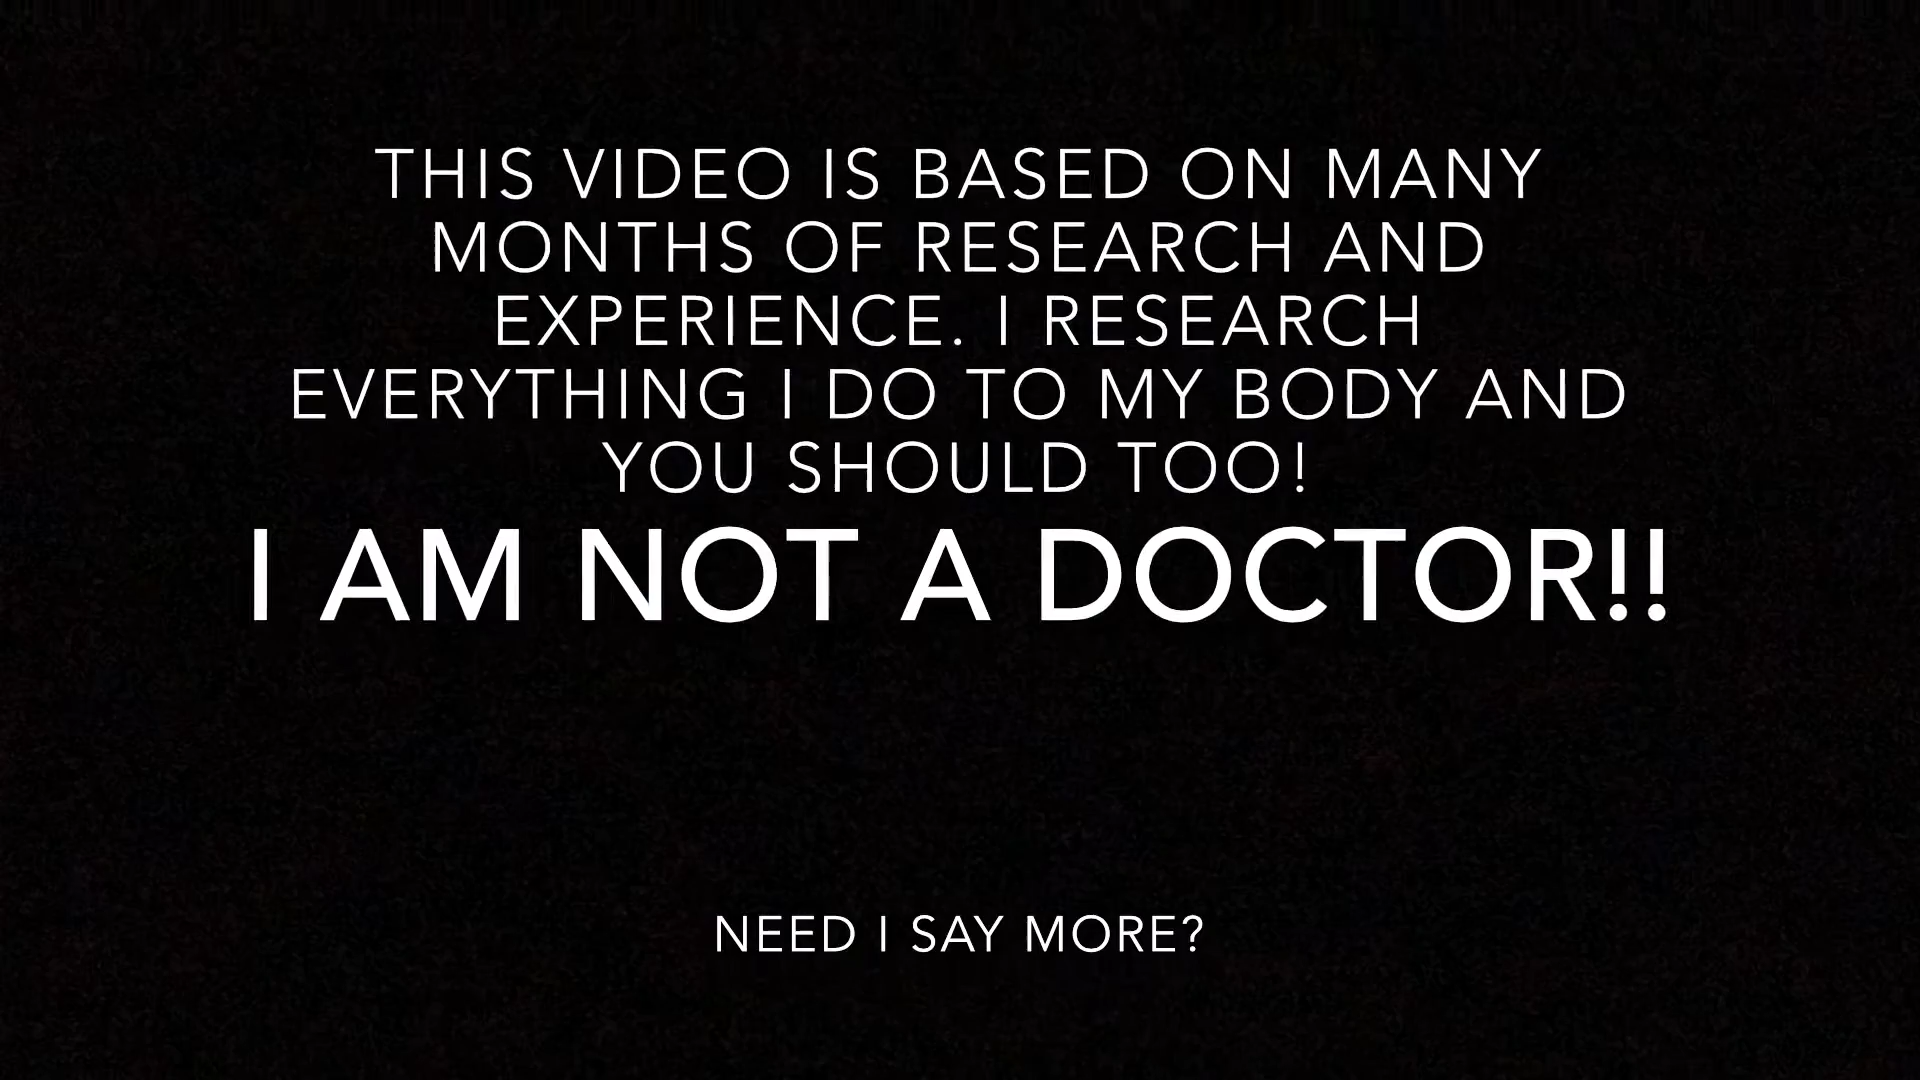 THIS VIDEO IS BASED ON MANY
MONTHS OF RESEARCH AND
EXPERIENCE. I RESEARCH
EVERYTHING I DO TO MY BODY AND
YOU SHOULD TOO!
I AM NOT A DOCTOR!!
NEED I SAY MORE?